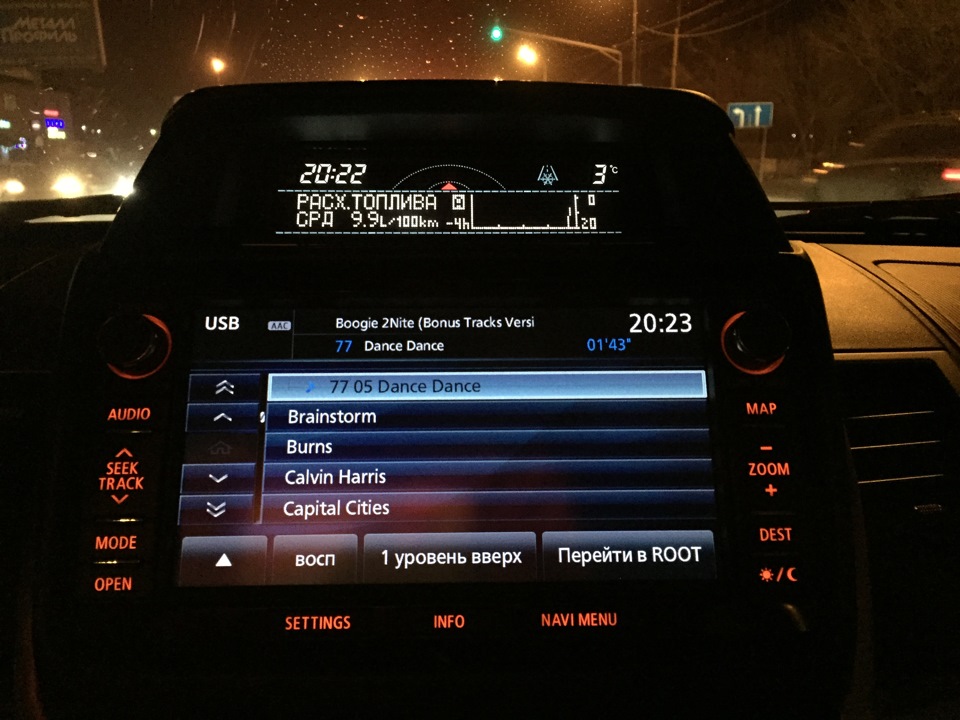 МЕТАЛЛ
ПРОФИЛЬ
20:22 3°C
РАСХ.ТОПЛИВА H 0
СРД 9.9L/100km -4h 20
USB AAC Boogie 2Nite (Bonus Tracks Versi 20:23
77 Dance Dance 01'43"
77 05 Dance Dance
Brainstorm
Burns
Calvin Harris
Capital Cities
восп 1 уровень вверх Перейти в ROOT
AUDIO
SEEK
TRACK
MODE
OPEN
MAP
–
ZOOM
+
DEST
SETTINGS INFO NAVI MENU